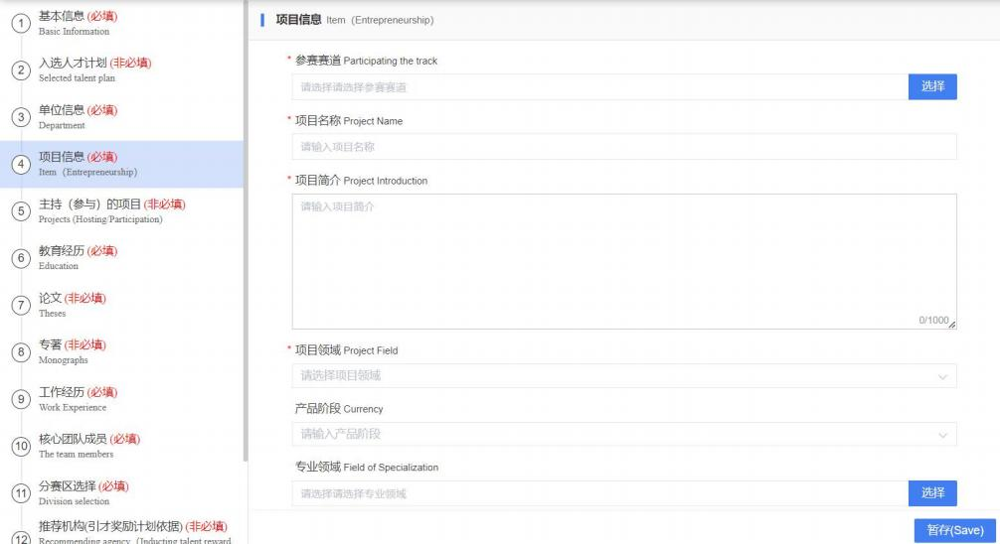 1 基本信息 (必填)
Basic Information
2 入选人才计划 (非必填)
Selected talent plan
3 单位信息 (必填)
Department
4 项目信息 (必填)
Item（Entrepreneurship）
5 主持（参与）的项目 (非必填)
Projects (Hosting/Participation)
6 教育经历 (必填)
Education
7 论文 (非必填)
Theses
8 专著 (非必填)
Monographs
9 工作经历 (必填)
Work Experience
10 核心团队成员 (必填)
The team members
11 分赛区选择 (必填)
Division selection
12 推荐机构(引才奖励计划依据) (非必填)
Recommending agency（Inducting talent reward
项目信息 Item（Entrepreneurship）
* 参赛赛道 Participating the track
请选择请选择参赛赛道 选择
* 项目名称 Project Name
请输入项目名称
* 项目简介 Project Introduction
请输入项目简介
0/1000
* 项目领域 Project Field
请选择项目领域
产品阶段 Currency
请输入产品阶段
专业领域 Field of Specialization
请选择请选择专业领域 选择
暂存(Save)